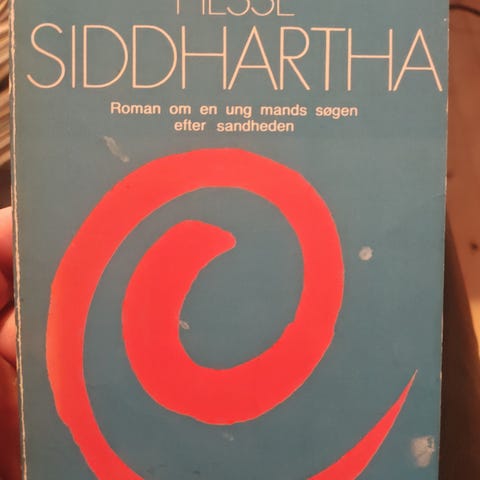 HESSE
SIDDHARTHA
Roman om en ung mands søgen
efter sandheden